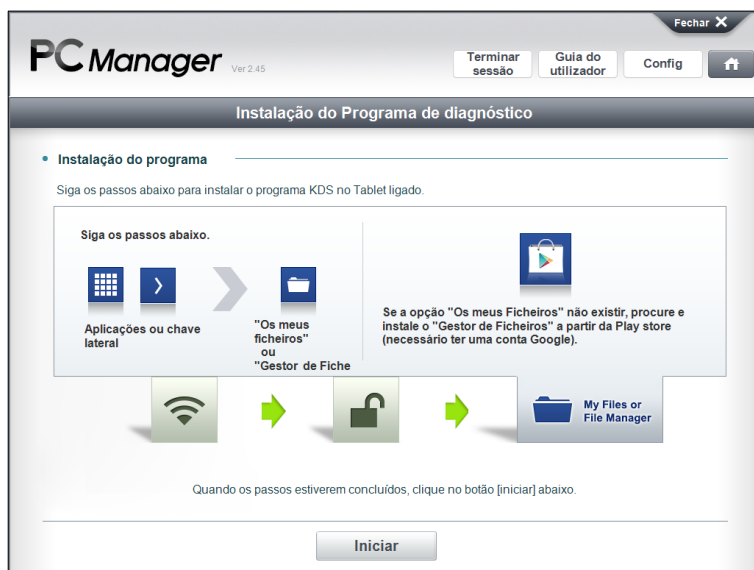 Fechar X
PC Manager Ver 2.45
Terminar
sessão
Guia do
utilizador
Config
Instalação do Programa de diagnóstico
Instalação do programa
Siga os passos abaixo para instalar o programa KDS no Tablet ligado.
Siga os passos abaixo.
Aplicações ou chave
lateral
"Os meus
ficheiros"
ou
"Gestor de Fiche
Se a opção "Os meus Ficheiros" não existir, procure e
instale o "Gestor de Ficheiros" a partir da Play store
(necessário ter uma conta Google).
My Files or
File Manager
Quando os passos estiverem concluídos, clique no botão [iniciar] abaixo.
Iniciar